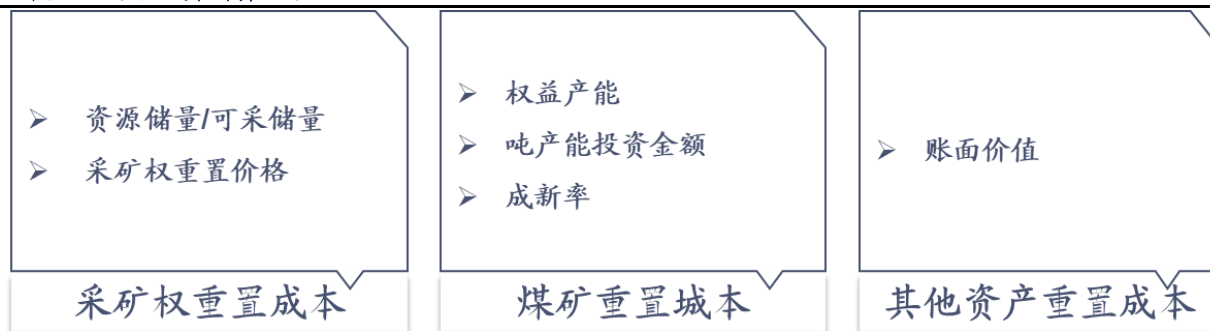 ➢ 资源储量/可采储量
➢ 采矿权重置价格
采矿权重置成本
➢ 权益产能
➢ 吨产能投资金额
➢ 成新率
煤矿重置城本
➢ 账面价值
其他资产重置成本